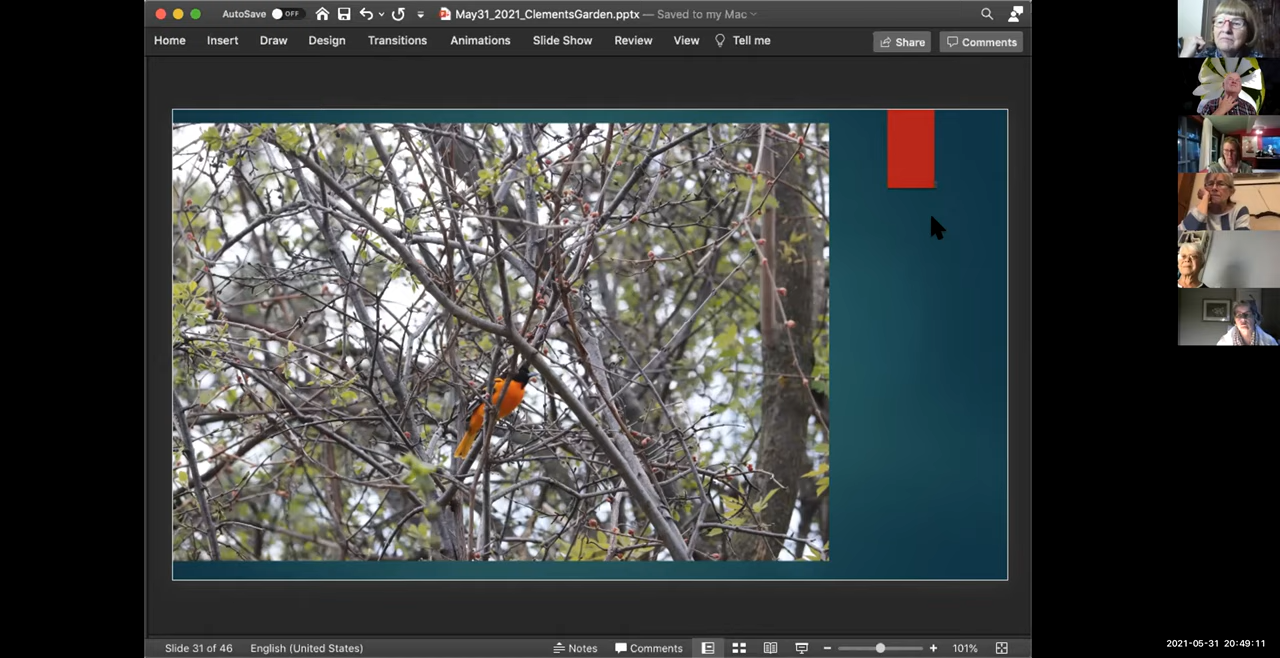 AutoSave OFF May31_2021_ClementsGarden.pptx — Saved to my Mac
Home Insert Draw Design Transitions Animations Slide Show Review View Tell me Share Comments
Slide 31 of 46 English (United States) Notes Comments 101%
2021-05-31 20:49:11